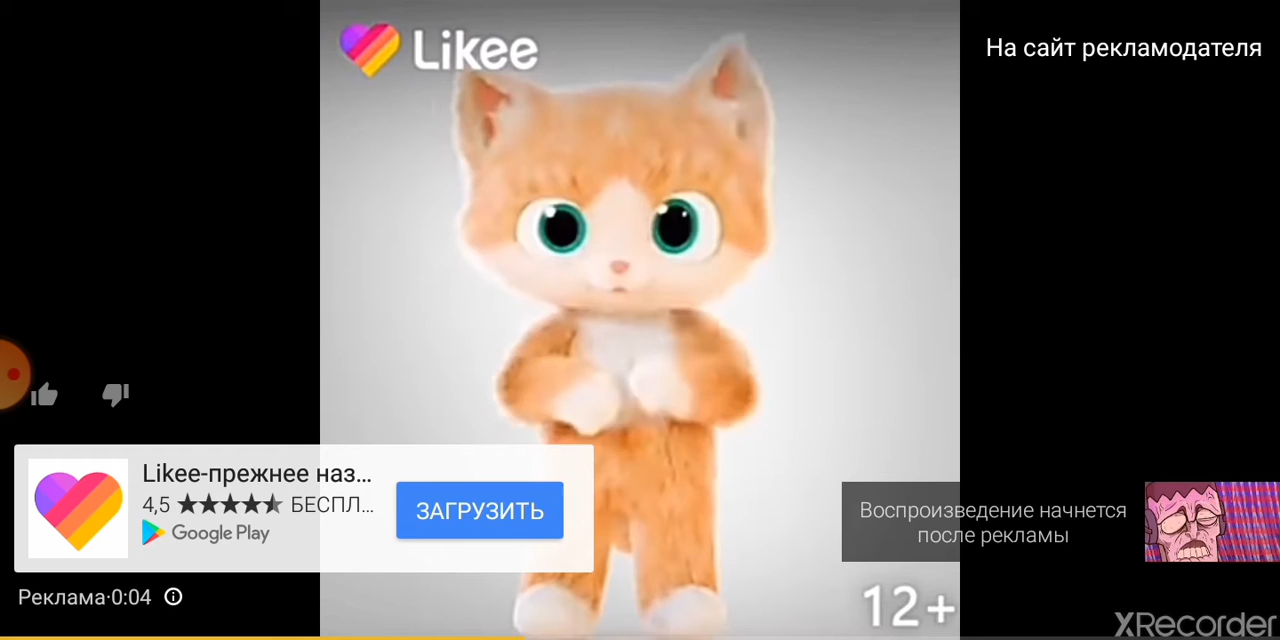 Likee
На сайт рекламодателя
Likee-прежнее наз...
4,5 БЕСПЛ...
Google Play
ЗАГРУЗИТЬ
Воспроизведение начнется
после рекламы
Реклама·0:04
12+
XRecorder